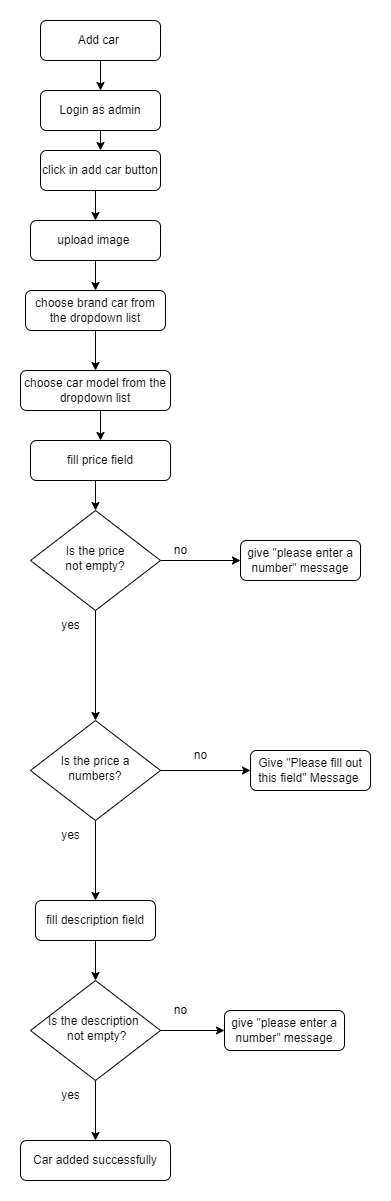 Add car
Login as admin
click in add car button
upload image
choose brand car from
the dropdown list
choose car model from the
dropdown list
fill price field
Is the price
not empty?
no
give "please enter a
number" message
yes
Is the price a
numbers?
no
Give "Please fill out
this field" Message
yes
fill description field
Is the description
not empty?
no
give "please enter a
number" message
yes
Car added successfully